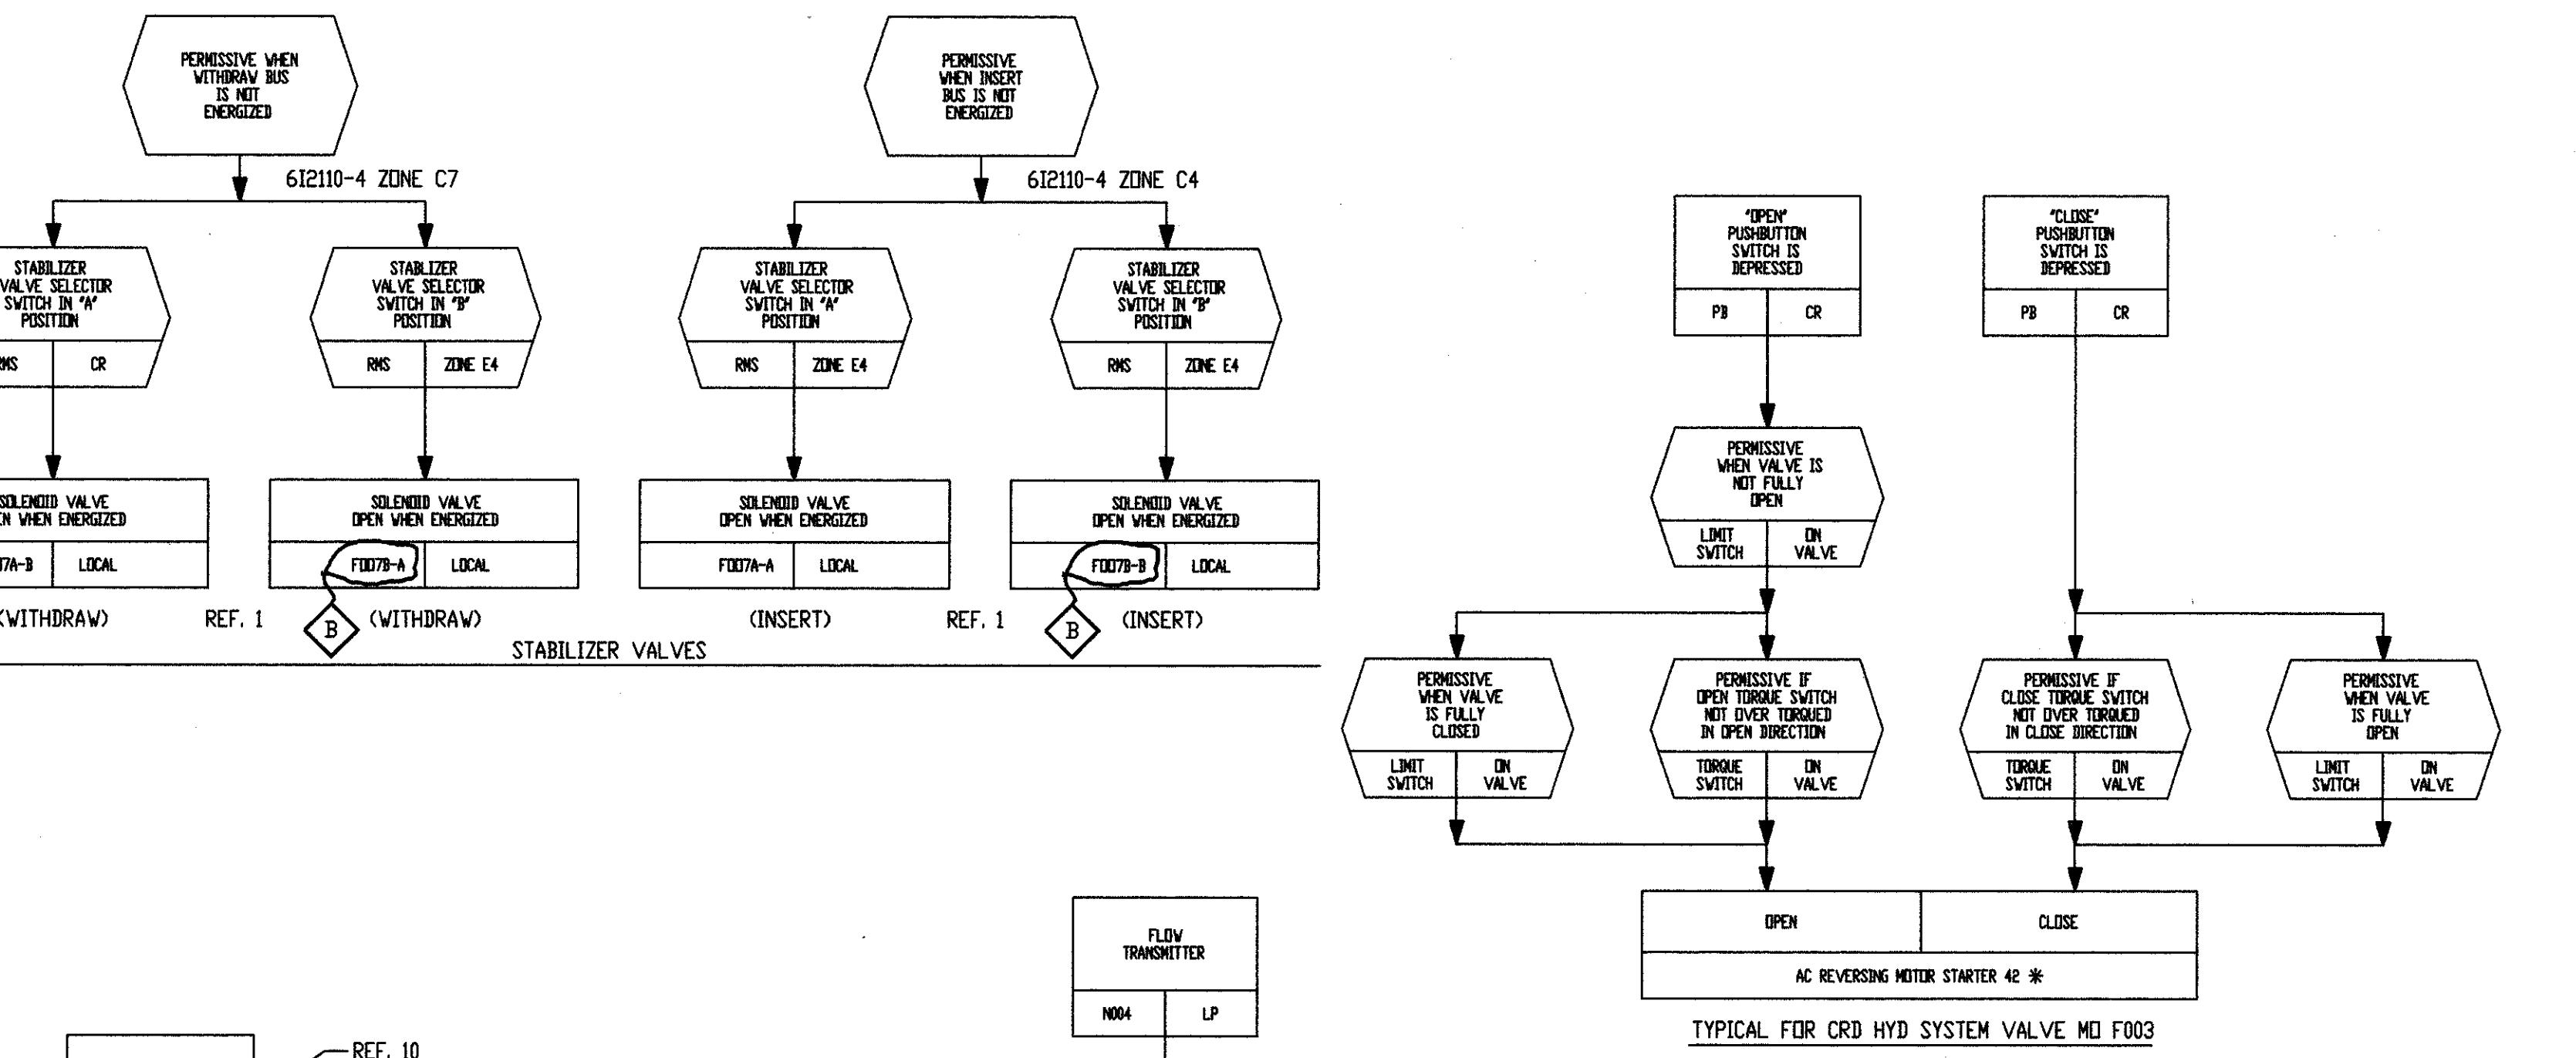 PERMISSIVE WHEN
WITHDRAW BUS
IS NOT
ENERGIZED
PERMISSIVE
WHEN INSERT
BUS IS NOT
ENERGIZED
6I2110-4 ZONE C7
6I2110-4 ZONE C4
STABILIZER
VALVE SELECTOR
SWITCH IN "A"
POSITION
CR
STABLIZER
VALVE SELECTOR
SWITCH IN "B"
POSITION
RMS ZONE E4
STABILIZER
VALVE SELECTOR
SWITCH IN "A"
POSITION
RMS ZONE E4
STABILIZER
VALVE SELECTOR
SWITCH IN "B"
POSITION
RMS ZONE E4
SOLENOID VALVE
WHEN ENERGIZED
7A-B LOCAL
(WITHDRAW)
SOLENOID VALVE
OPEN WHEN ENERGIZED
F007B-A LOCAL
REF. 1 B (WITHDRAW)
SOLENOID VALVE
OPEN WHEN ENERGIZED
F007A-A LOCAL
(INSERT)
SOLENOID VALVE
OPEN WHEN ENERGIZED
F007B-B LOCAL
REF. 1 B (INSERT)
STABILIZER VALVES
"OPEN"
PUSHBUTTON
SWITCH IS
DEPRESSED
PB CR
"CLOSE"
PUSHBUTTON
SWITCH IS
DEPRESSED
PB CR
PERMISSIVE
WHEN VALVE IS
NOT FULLY
OPEN
LIMIT SWITCH ON VALVE
PERMISSIVE
WHEN VALVE
IS FULLY
CLOSED
LIMIT SWITCH ON VALVE
PERMISSIVE IF
OPEN TORQUE SWITCH
NOT OVER TORQUED
IN OPEN DIRECTION
TORQUE SWITCH ON VALVE
PERMISSIVE IF
CLOSE TORQUE SWITCH
NOT OVER TORQUED
IN CLOSE DIRECTION
TORQUE SWITCH ON VALVE
PERMISSIVE
WHEN VALVE
IS FULLY
OPEN
LIMIT SWITCH ON VALVE
OPEN CLOSE
AC REVERSING MOTOR STARTER 42 *
TYPICAL FOR CRD HYD SYSTEM VALVE MO F003
FLOW
TRANSMITTER
N004 LP
REF. 10